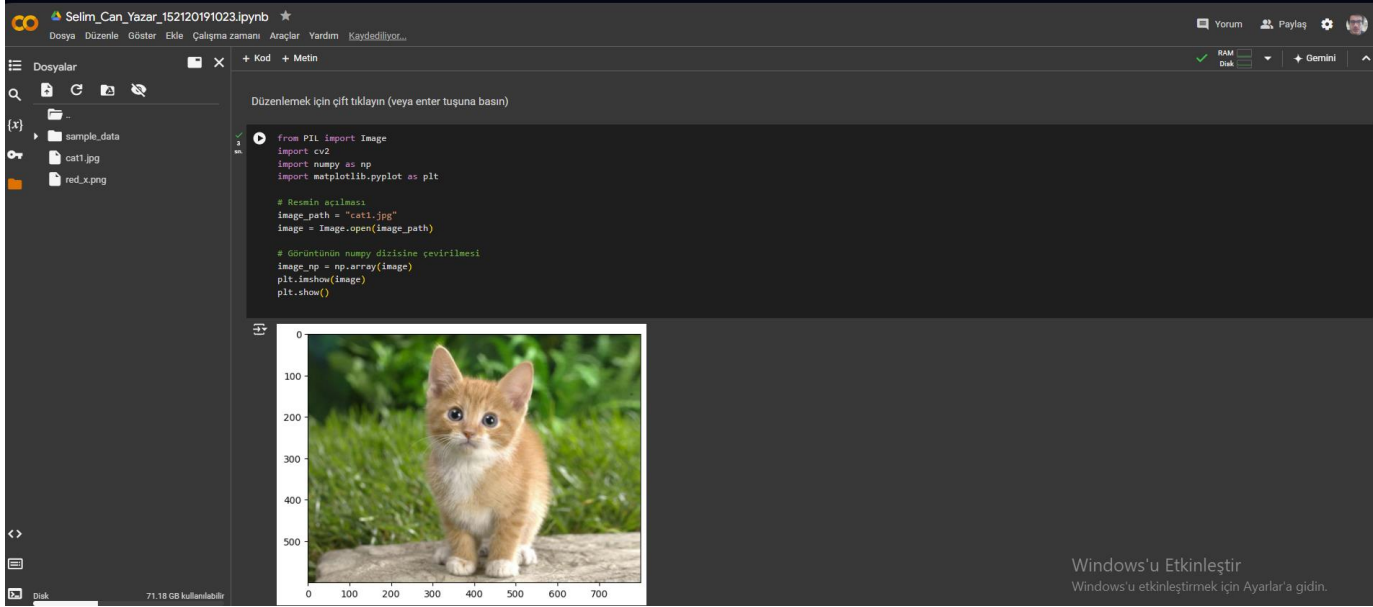 Selim_Can_Yazar_152120191023.ipynb
Dosya Düzenle Göster Ekle Çalışma zamanı Araçlar Yardım Kaydediliyor...
Yorum Paylaş
Dosyalar
+ Kod + Metin
RAM
Disk
Gemini
..
sample_data
cat1.jpg
red_x.png
{x}
Düzenlemek için çift tıklayın (veya enter tuşuna basın)
3
sn.
from PIL import Image
import cv2
import numpy as np
import matplotlib.pyplot as plt
# Resmin açılması
image_path = "cat1.jpg"
image = Image.open(image_path)
# Görüntünün numpy dizisine çevirilmesi
image_np = np.array(image)
plt.imshow(image)
plt.show()
0
100
200
300
400
500
0 100 200 300 400 500 600 700
Disk 71.18 GB kullanılabilir
Windows'u Etkinleştir
Windows'u etkinleştirmek için Ayarlar'a gidin.